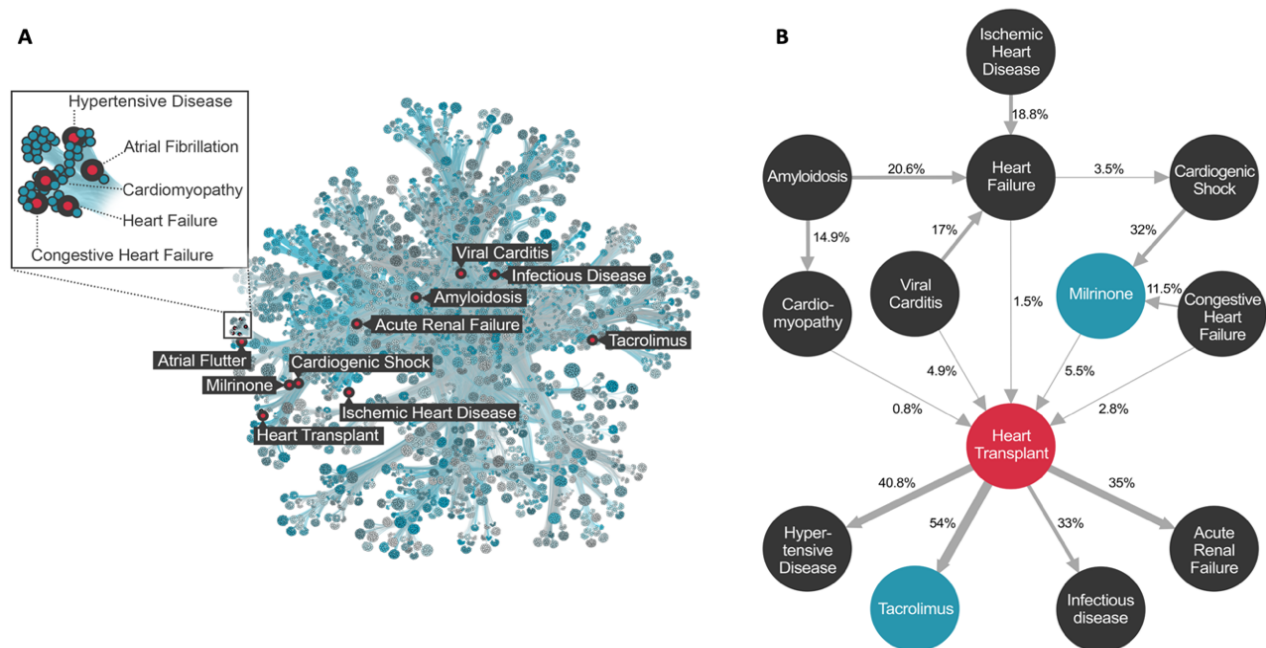 A
Hypertensive Disease
Atrial Fibrillation
Cardiomyopathy
Heart Failure
Congestive Heart Failure
Viral Carditis
Infectious Disease
Amyloidosis
Acute Renal Failure
Tacrolimus
Atrial Flutter
Cardiogenic Shock
Milrinone
Ischemic Heart Disease
Heart Transplant
B
Ischemic
Heart
Disease
18.8%
Amyloidosis
20.6%
Heart
Failure
3.5%
Cardiogenic
Shock
14.9%
17%
32%
Cardio-
myopathy
Viral
Carditis
1.5%
Milrinone
11.5%
Congestive
Heart
Failure
0.8%
4.9%
5.5%
2.8%
Heart
Transplant
40.8%
54%
33%
35%
Hyper-
tensive
Disease
Tacrolimus
Infectious
disease
Acute
Renal
Failure